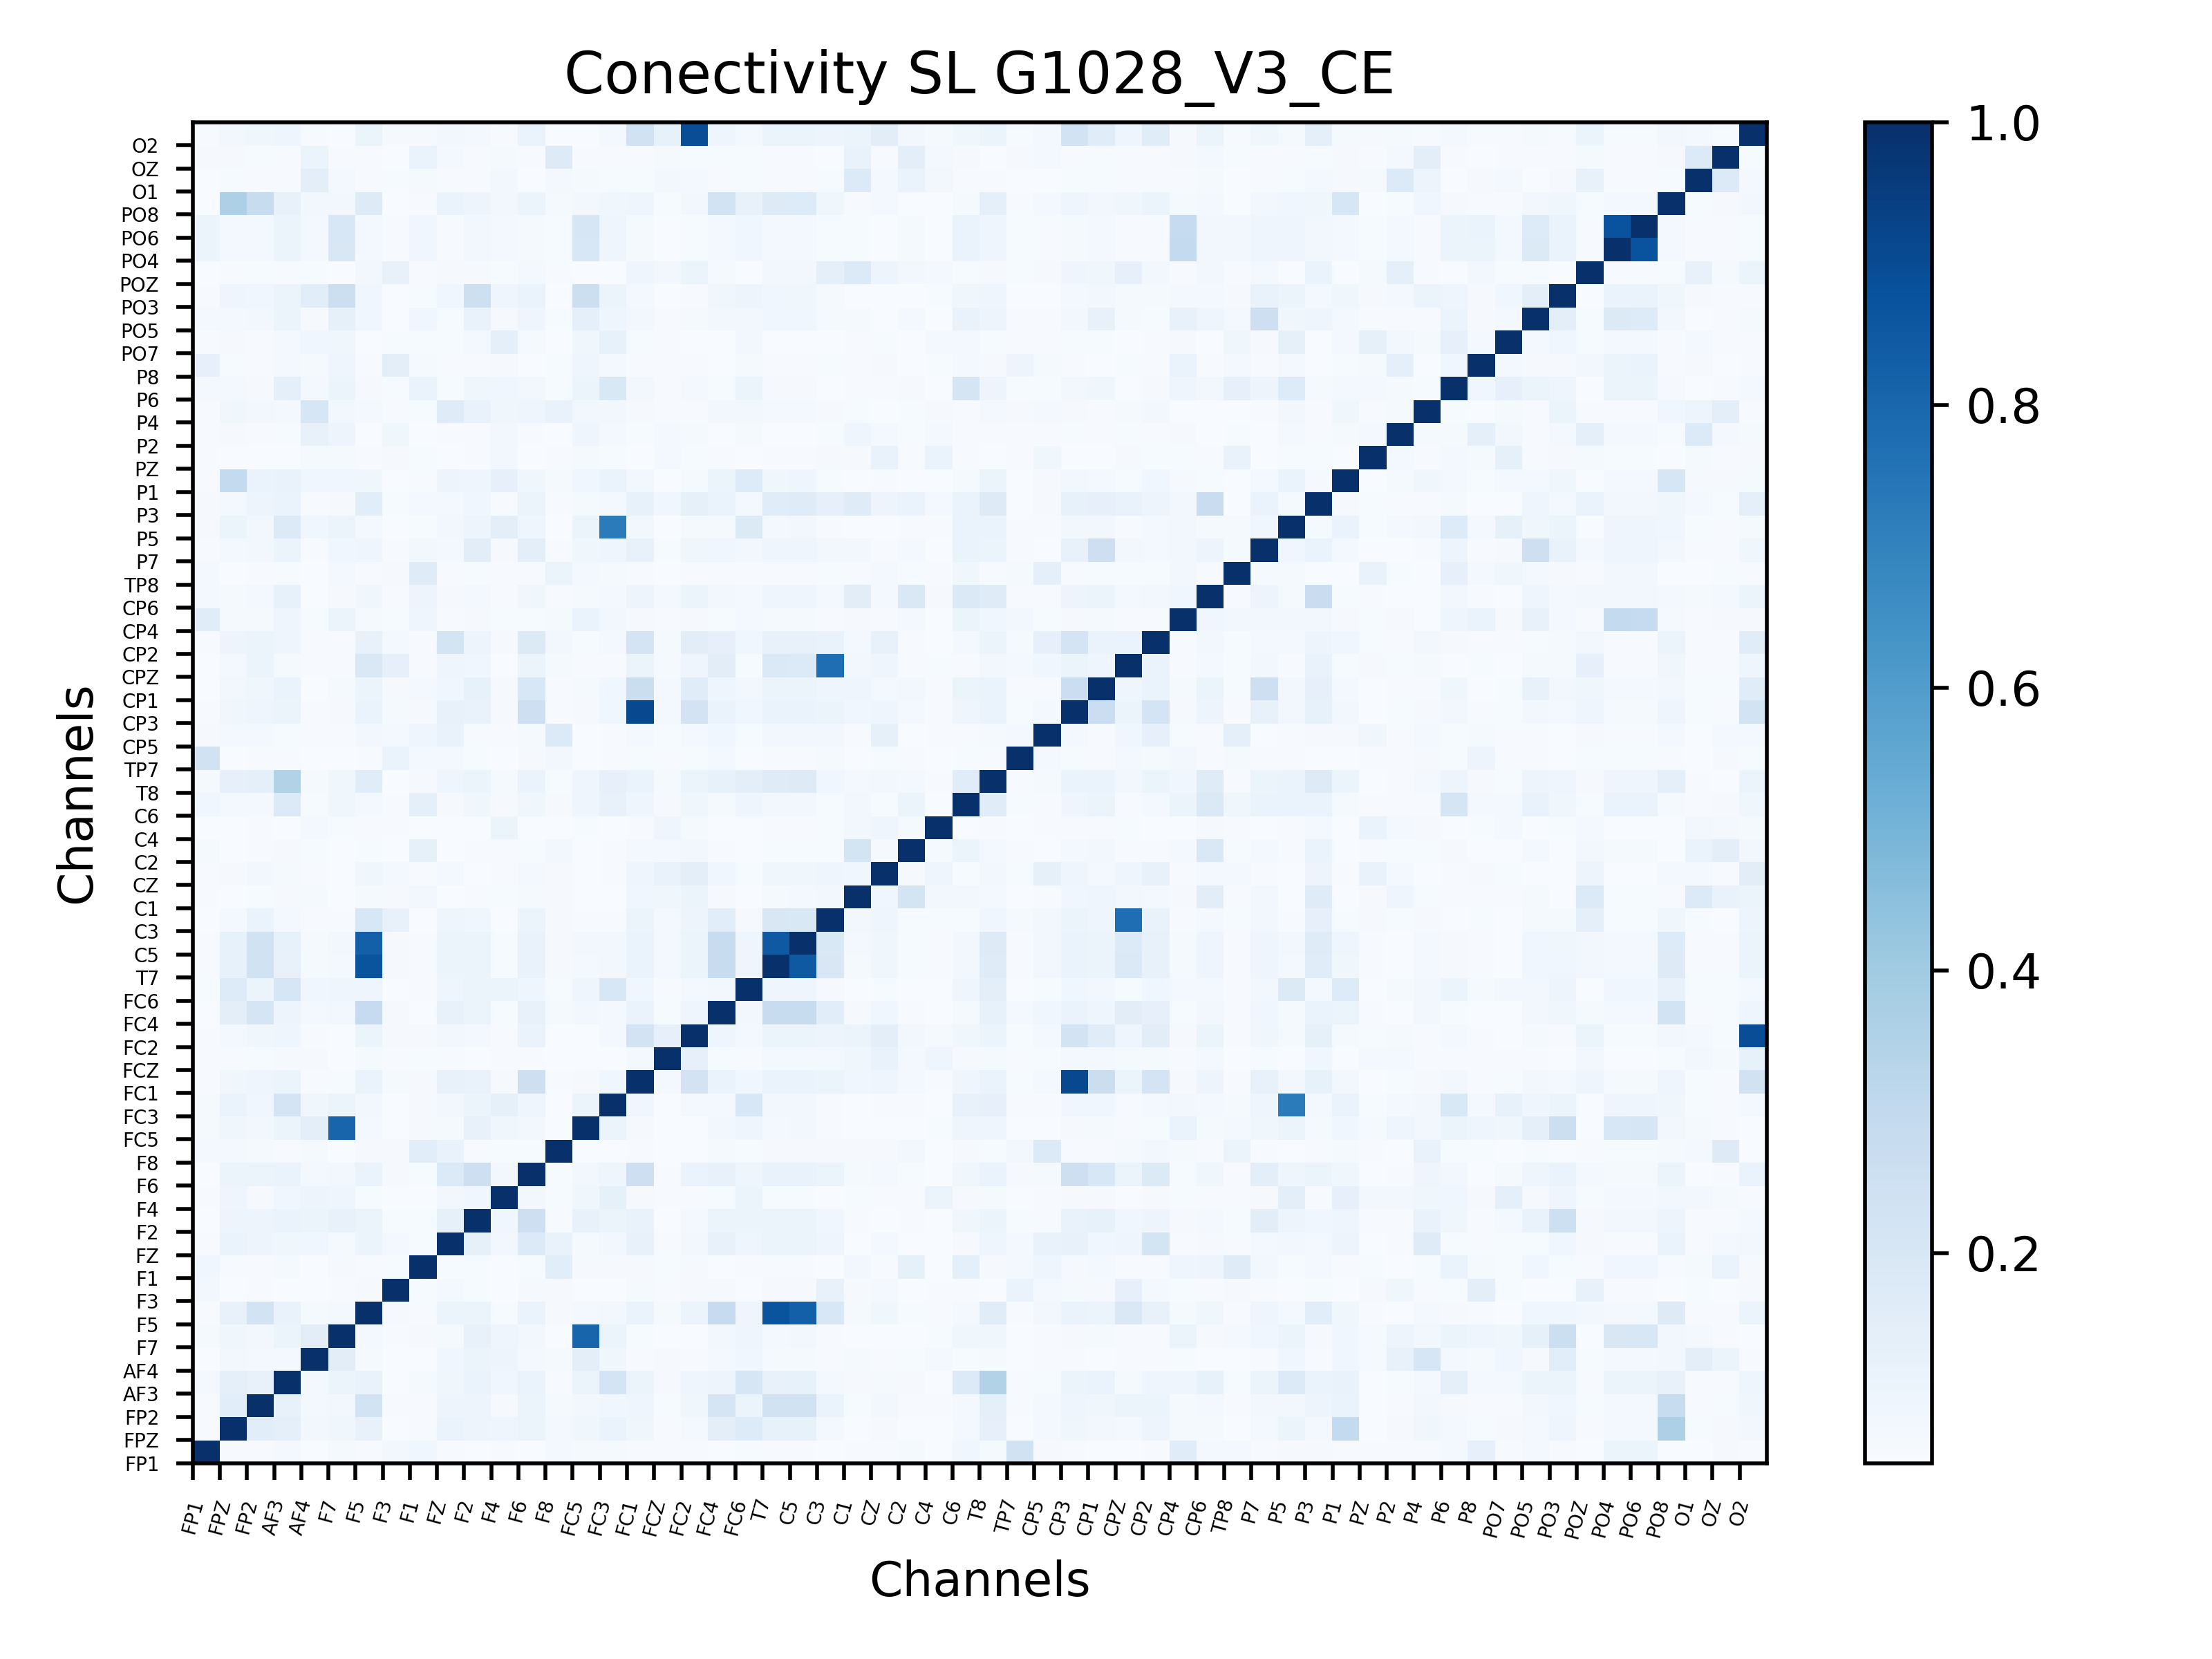 Conectivity SL G1028_V3_CE
O2
OZ
O1
PO8
PO6
PO4
POZ
PO3
PO5
PO7
P8
P6
P4
P2
PZ
P1
P3
P5
P7
TP8
CP6
CP4
CP2
CPZ
CP1
CP3
CP5
TP7
T8
C6
C4
C2
CZ
C1
C3
C5
T7
FC6
FC4
FC2
FCZ
FC1
FC3
FC5
F8
F6
F4
F2
FZ
F1
F3
F5
F7
AF4
AF3
FP2
FPZ
FP1
Channels
FP1 FPZ FP2 AF3 AF4 F7 F5 F3 F1 FZ F2 F4 F6 F8 FC5 FC3 FC1 FCZ FC2 FC4 FC6 T7 C5 C3 C1 CZ C2 C4 C6 T8 TP7 CP5 CP3 CP1 CPZ CP2 CP4 CP6 TP8 P7 P5 P3 P1 PZ P2 P4 P6 P8 PO7 PO5 PO3 POZ PO4 PO6 PO8 O1 OZ O2
Channels
1.0
0.8
0.6
0.4
0.2